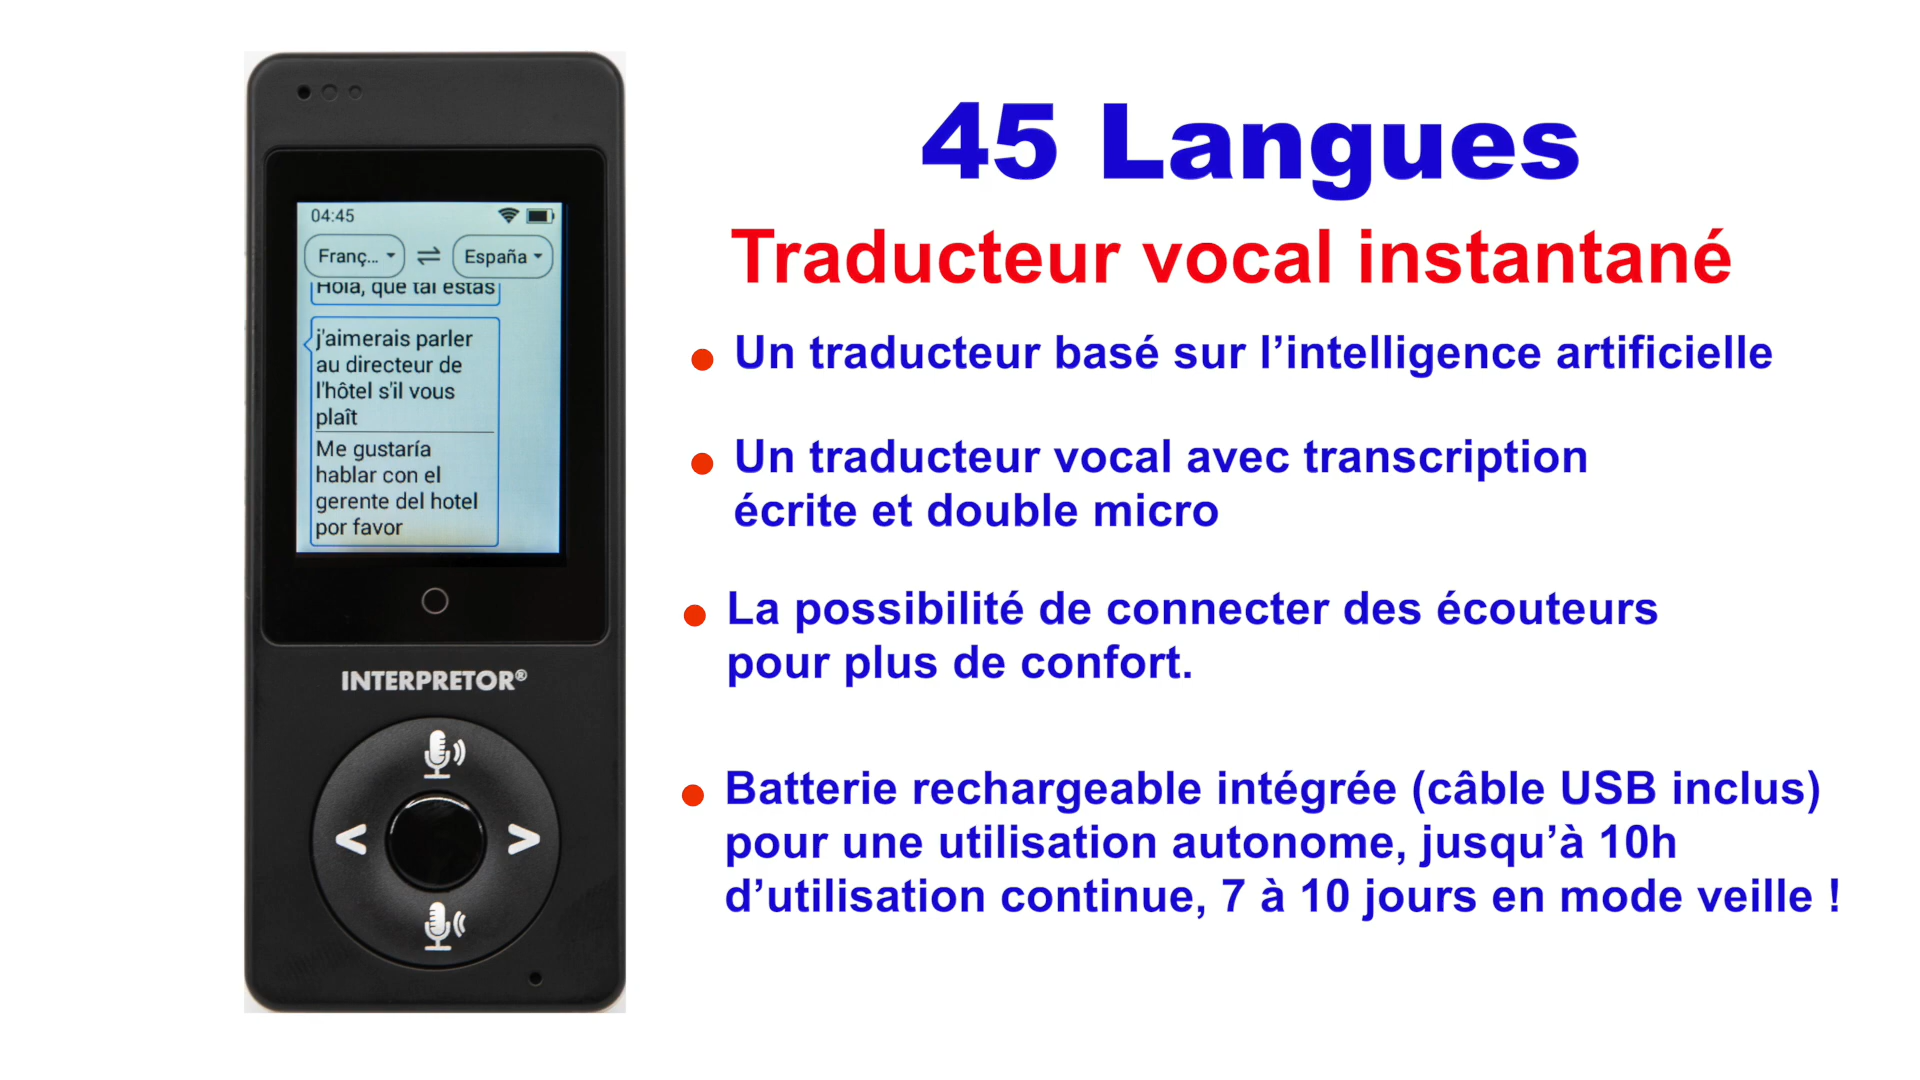 04:45
Franç...
España
Hola, que tal estas
j'aimerais parler
au directeur de
l'hôtel s'il vous
plaît
Me gustaría
hablar con el
gerente del hotel
por favor
INTERPRETOR®
<
>
45 Langues
Traducteur vocal instantané
• Un traducteur basé sur l’intelligence artificielle
• Un traducteur vocal avec transcription
écrite et double micro
• La possibilité de connecter des écouteurs
pour plus de confort.
• Batterie rechargeable intégrée (câble USB inclus)
pour une utilisation autonome, jusqu’à 10h
d’utilisation continue, 7 à 10 jours en mode veille !